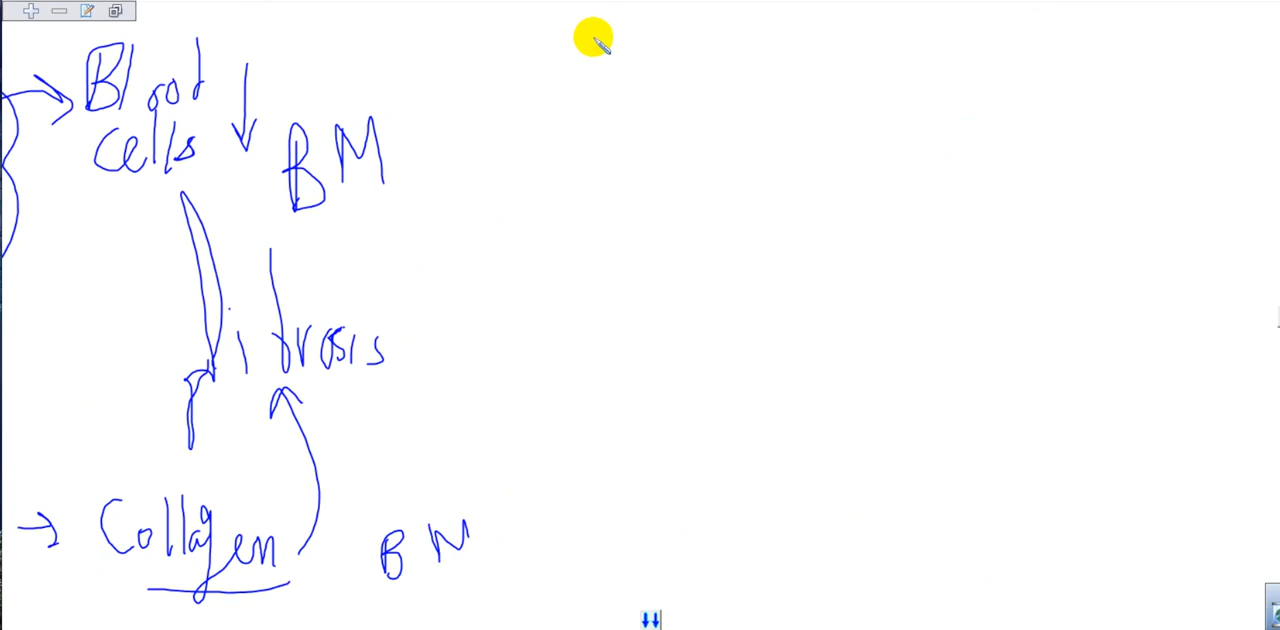 Blood
cells ↓ BM
fibrosis
→ Collagen BM